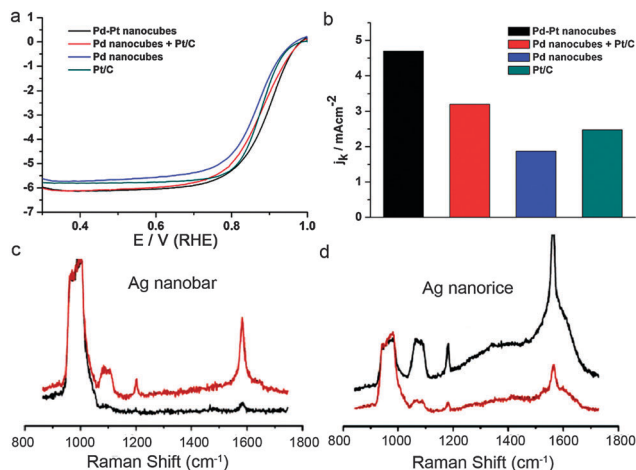 a
Pd-Pt nanocubes
Pd nanocubes + Pt/C
Pd nanocubes
Pt/C
0
-1
-2
-3
-4
-5
-6
-7
0.4 0.6 0.8 1.0
E / V (RHE)
b
Pd-Pt nanocubes
Pd nanocubes + Pt/C
Pd nanocubes
Pt/C
5
4
3
2
1
0
jk / mAcm-2
c
Ag nanobar
800 1000 1200 1400 1600 1800
Raman Shift (cm-1)
d
Ag nanorice
800 1000 1200 1400 1600 1800
Raman Shift (cm-1)